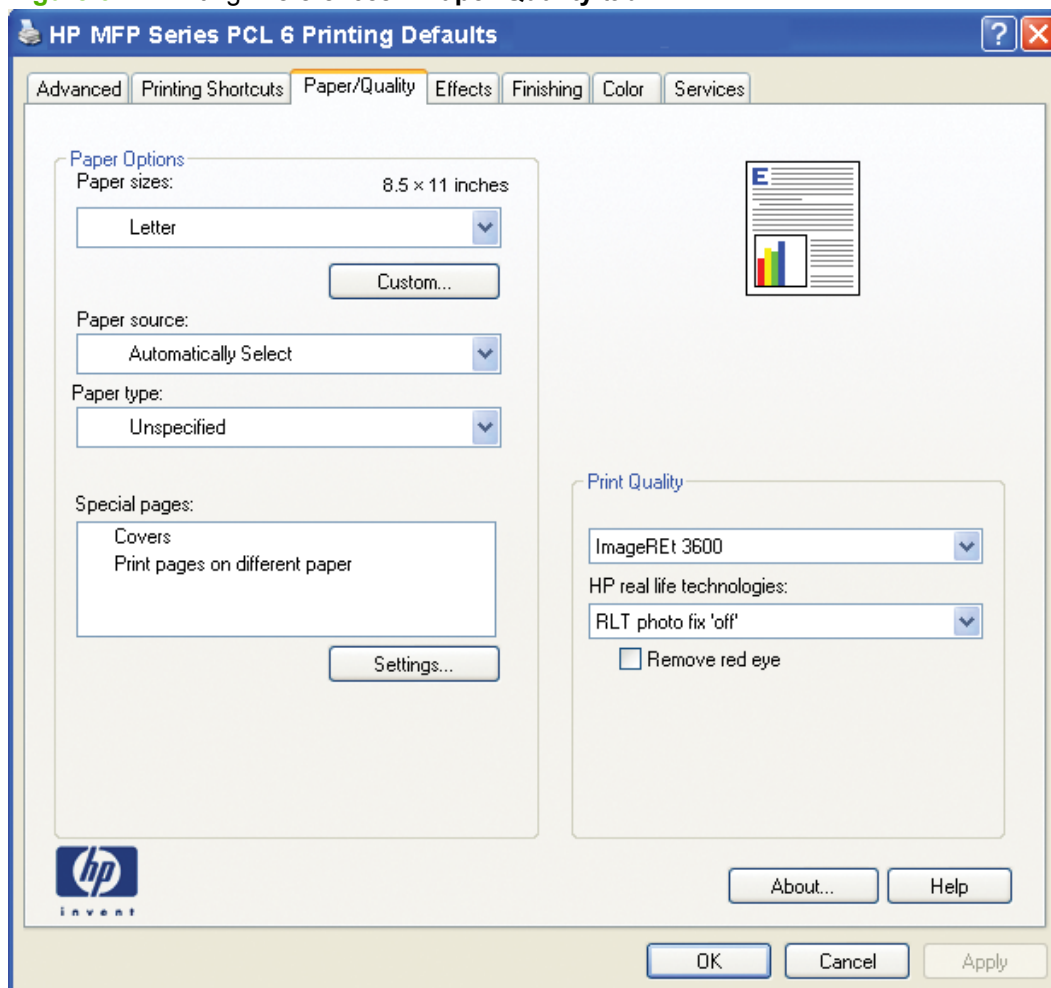 HP MFP Series PCL 6 Printing Defaults
Advanced Printing Shortcuts Paper/Quality Effects Finishing Color Services
Paper Options
Paper sizes: 8.5 × 11 inches
Letter
Custom...
Paper source:
Automatically Select
Paper type:
Unspecified
Special pages:
Covers
Print pages on different paper
Settings...
E
Print Quality
ImageREt 3600
HP real life technologies:
RLT photo fix 'off'
Remove red eye
hp
invent
About... Help
OK Cancel Apply